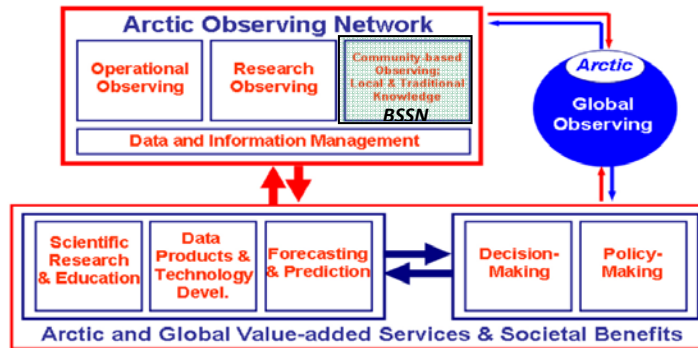 Arctic Observing Network
Operational
Observing
Research
Observing
Community-based
Observing;
Local & Traditional
Knowledge
BSSN
Data and Information Management
Arctic
Global
Observing
Scientific
Research
& Education
Data
Products &
Technology
Devel.
Forecasting
& Prediction
Decision-
Making
Policy-
Making
Arctic and Global Value-added Services & Societal Benefits